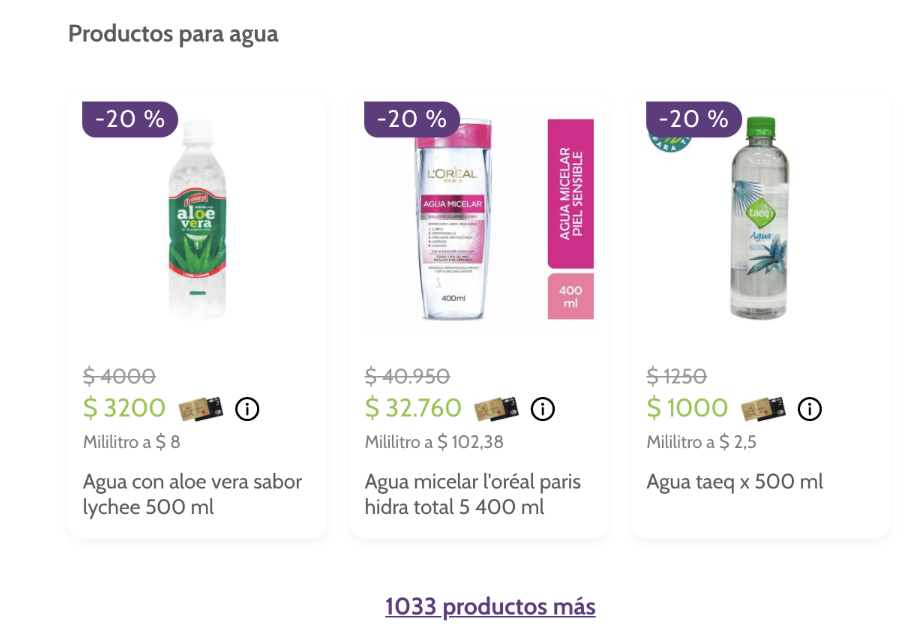 Productos para agua
-20 %
-20 %
-20 %
aloe
vera
L'ORÉAL
PARIS
AGUA MICELAR
400ml
AGUA MICELAR
PIEL SENSIBLE
400
ml
PARA T
taeq
Agua
$ 4000
$ 3200
Mililitro a $ 8
Agua con aloe vera sabor
lychee 500 ml
$ 40.950
$ 32.760
Mililitro a $ 102,38
Agua micelar l'oréal paris
hidra total 5 400 ml
$ 1250
$ 1000
Mililitro a $ 2,5
Agua taeq x 500 ml
1033 productos más